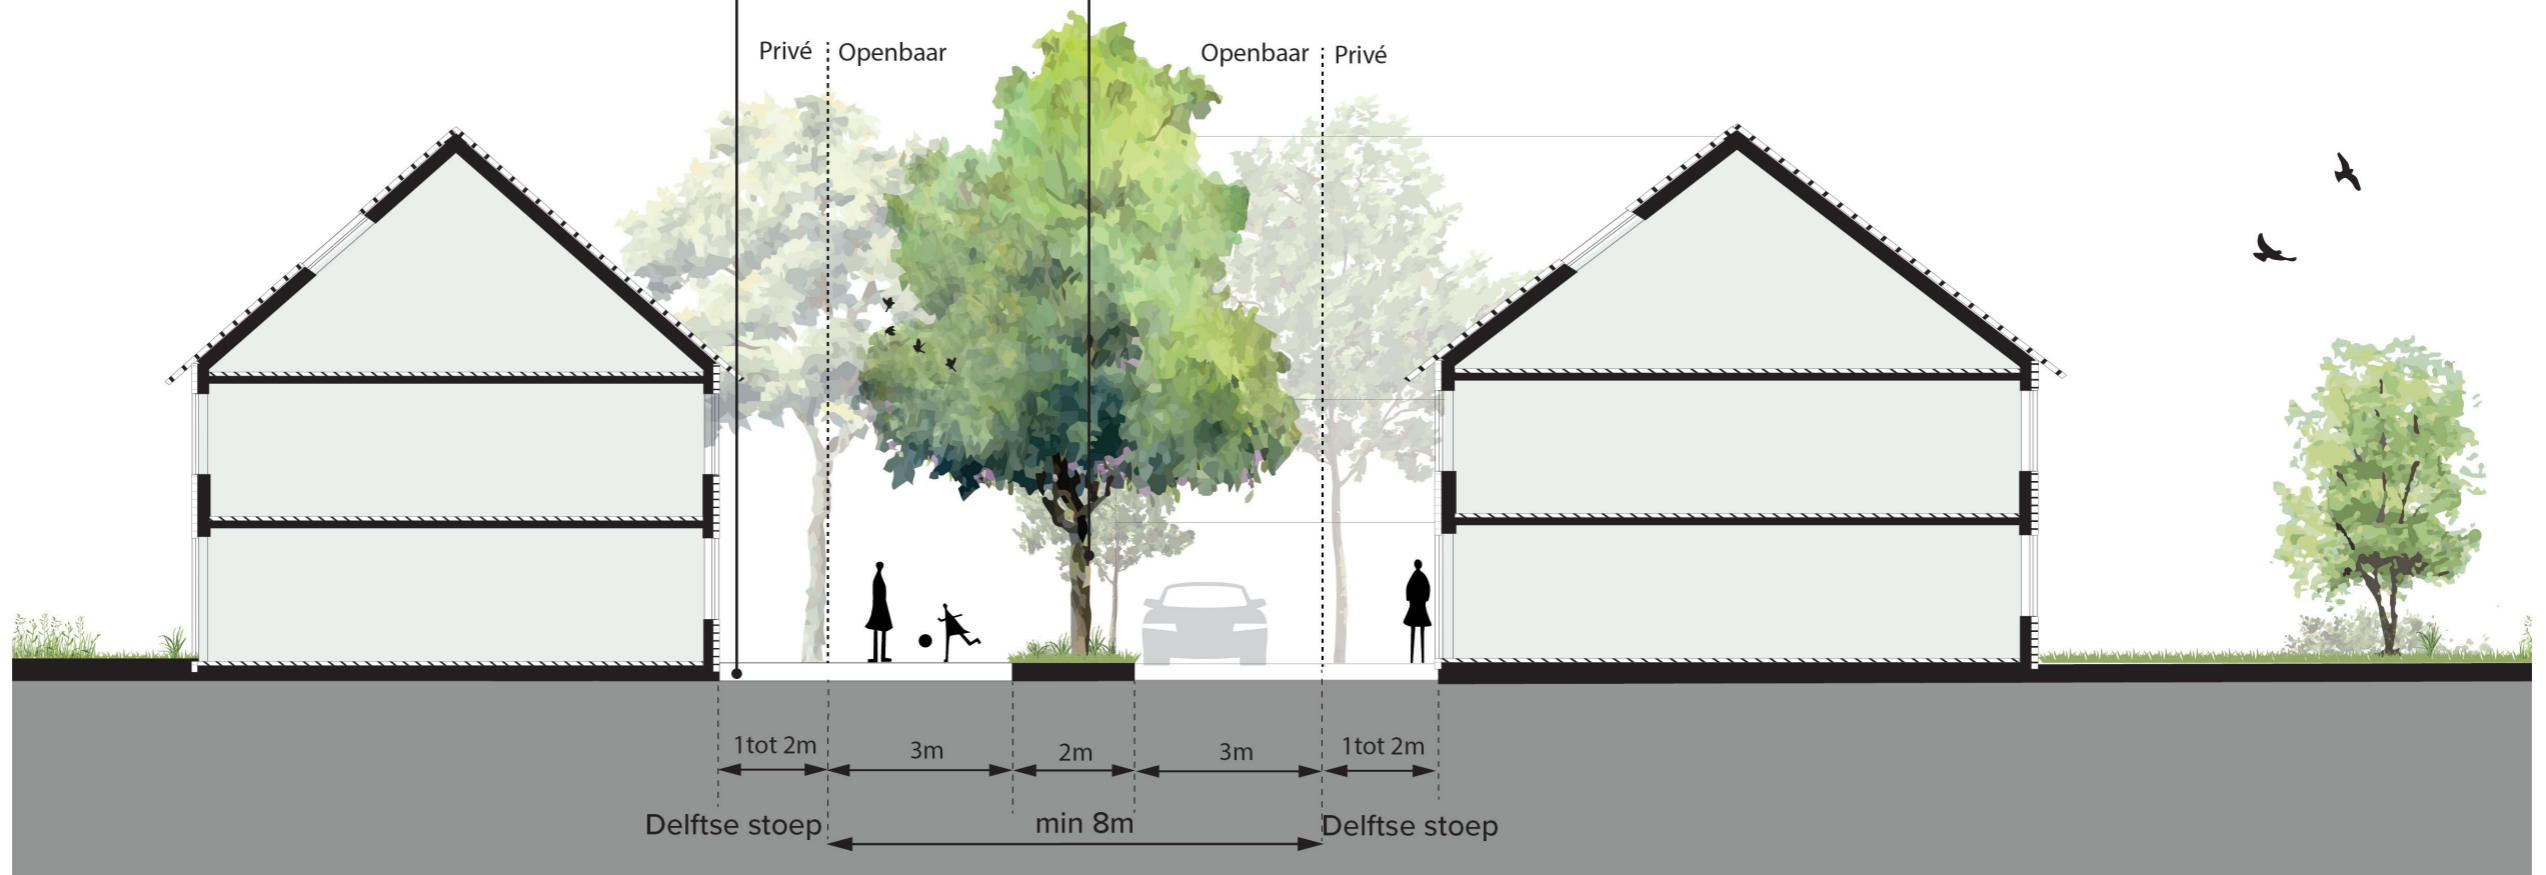 Privé
Openbaar
Openbaar
Privé
1tot 2m
3m
2m
3m
1tot 2m
Delftse stoep
min 8m
Delftse stoep